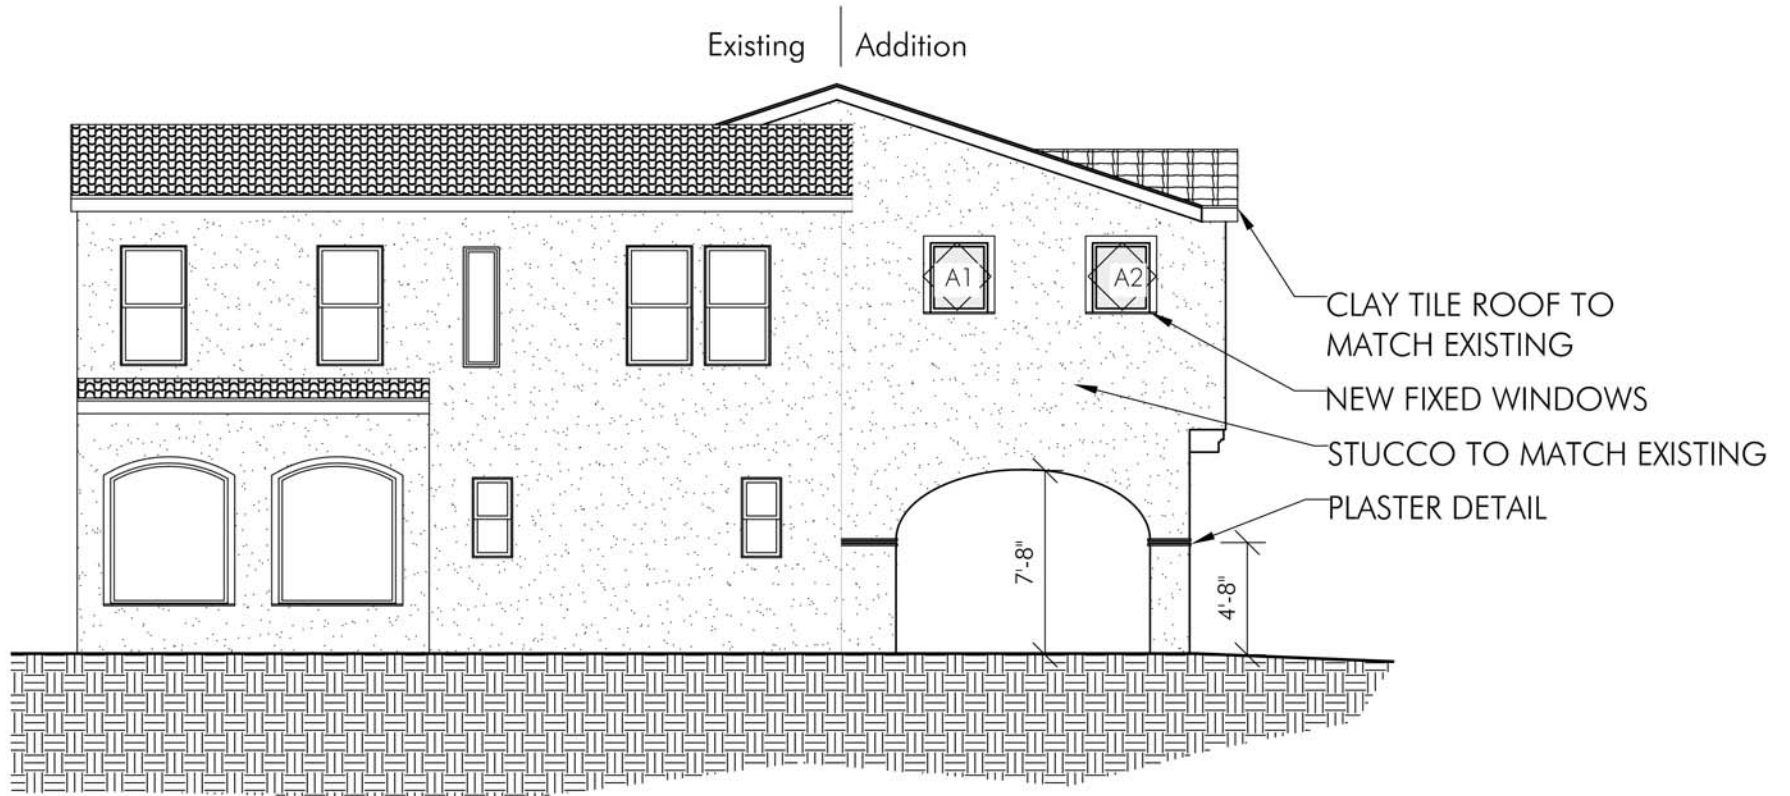 Existing
Addition
A1
A2
CLAY TILE ROOF TO
MATCH EXISTING
NEW FIXED WINDOWS
STUCCO TO MATCH EXISTING
PLASTER DETAIL
7'-8"
4'-8"